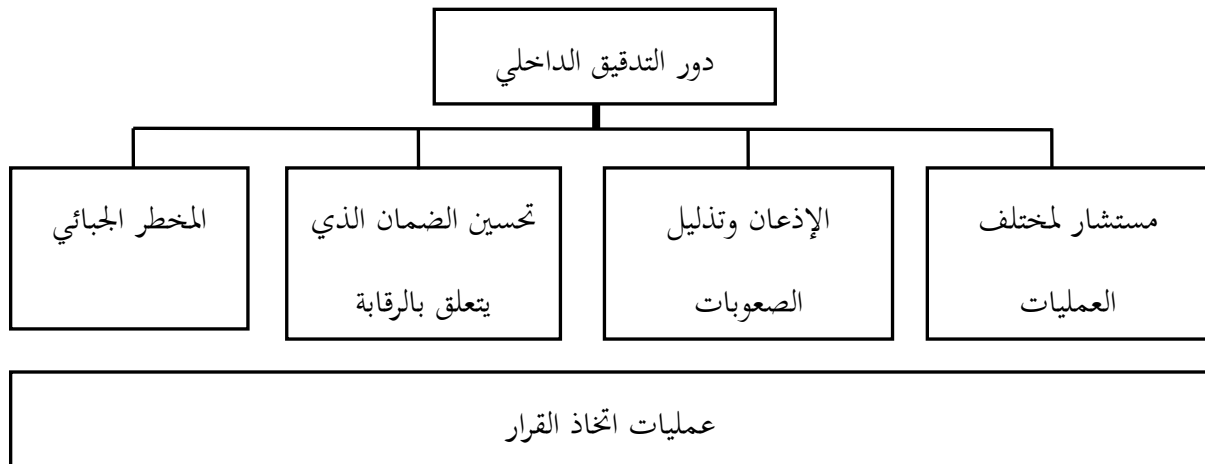 دور التدقيق الداخلي
مستشار لمختلف
العمليات
الإذعان وتذليل
الصعوبات
تحسين الضمان الذي
يتعلق بالرقابة
المخطر الجبائي
عمليات اتخاذ القرار